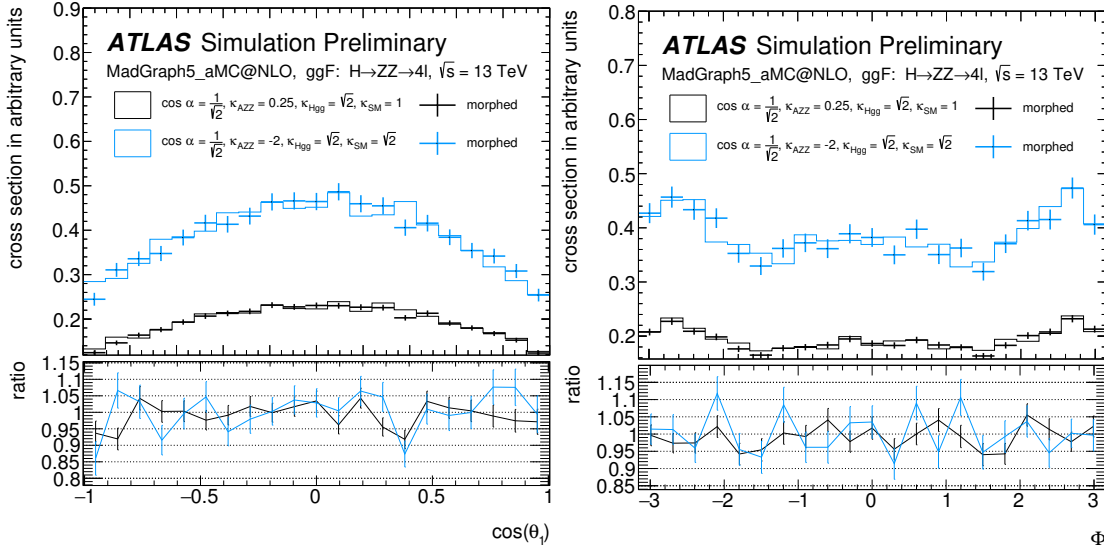 ATLAS Simulation Preliminary
MadGraph5_aMC@NLO, ggF: H→ZZ→4l, √s = 13 TeV
cos α = 1/√2, κAZZ = 0.25, κHgg = √2, κSM = 1 morphed
cos α = 1/√2, κAZZ = -2, κHgg = √2, κSM = √2 morphed
cross section in arbitrary units
0.9
0.8
0.7
0.6
0.5
0.4
0.3
0.2
ratio
1.15
1.1
1.05
1
0.95
0.9
0.85
0.8
−1 −0.5 0 0.5 1
cos(θ1)
ATLAS Simulation Preliminary
MadGraph5_aMC@NLO, ggF: H→ZZ→4l, √s = 13 TeV
cos α = 1/√2, κAZZ = 0.25, κHgg = √2, κSM = 1 morphed
cos α = 1/√2, κAZZ = -2, κHgg = √2, κSM = √2 morphed
cross section in arbitrary units
0.8
0.7
0.6
0.5
0.4
0.3
0.2
ratio
1.15
1.1
1.05
1
0.95
0.9
0.85
−3 −2 −1 0 1 2 3
Φ